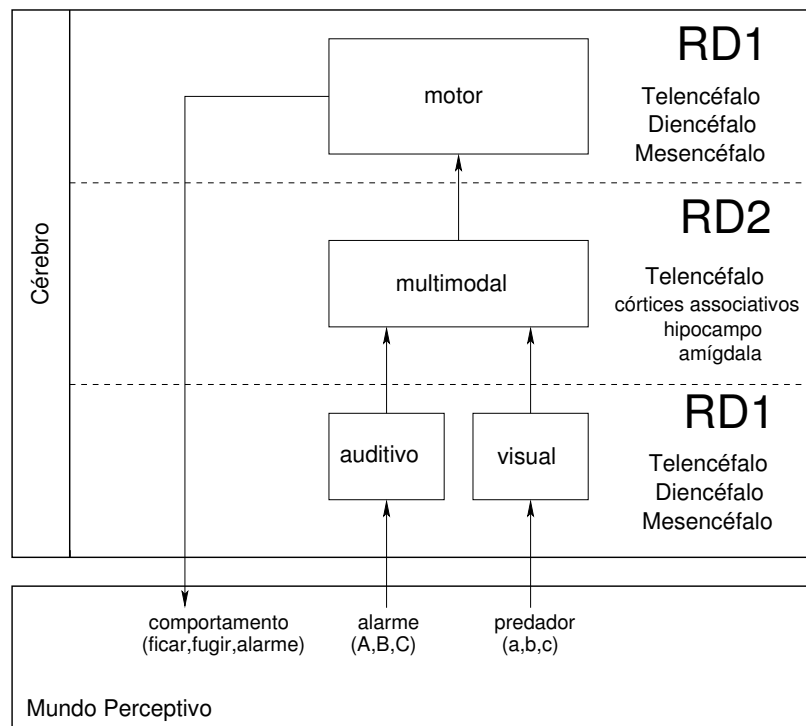 RD1
motor
Telencéfalo
Diencéfalo
Mesencéfalo
Cérebro
RD2
multimodal
Telencéfalo
córtices associativos
hipocampo
amígdala
RD1
auditivo
visual
Telencéfalo
Diencéfalo
Mesencéfalo
comportamento
(ficar,fugir,alarme)
alarme
(A,B,C)
predador
(a,b,c)
Mundo Perceptivo